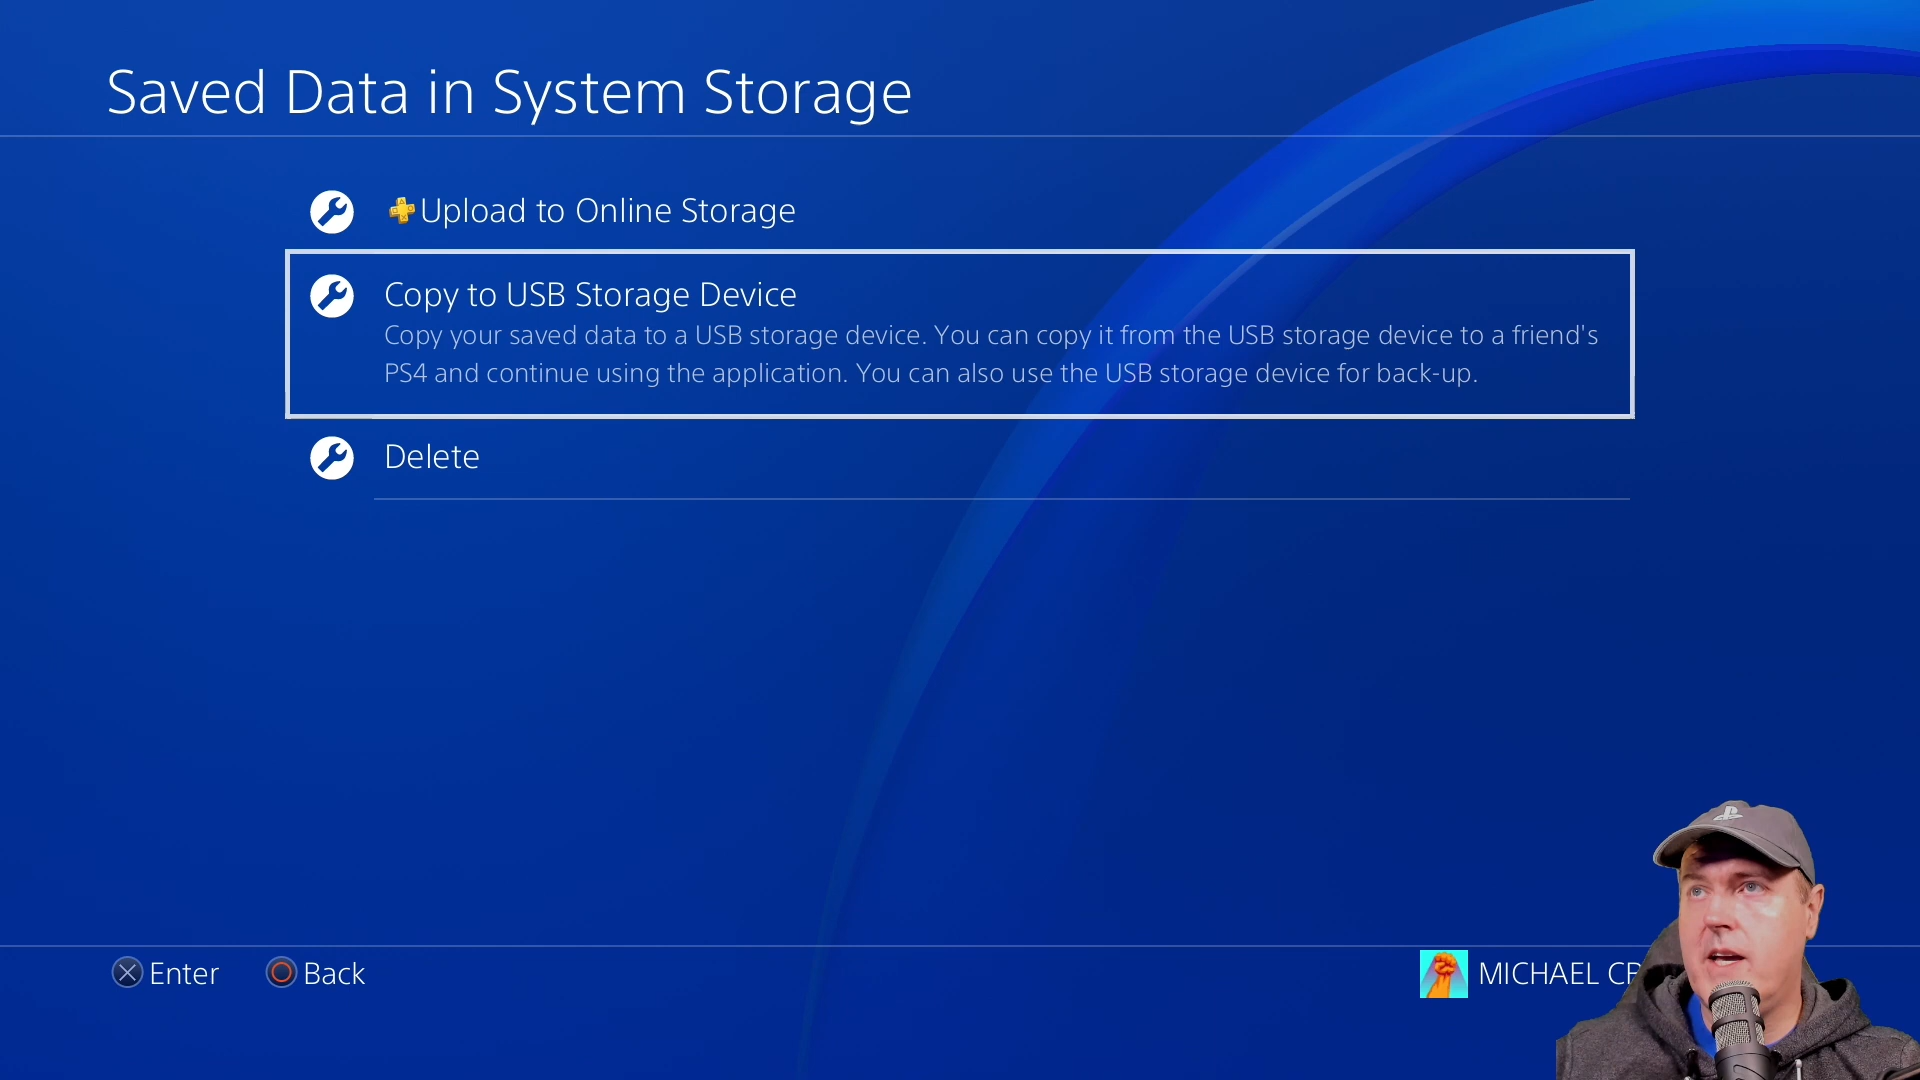 Saved Data in System Storage
Upload to Online Storage
Copy to USB Storage Device
Copy your saved data to a USB storage device. You can copy it from the USB storage device to a friend's
PS4 and continue using the application. You can also use the USB storage device for back-up.
Delete
Enter
Back
MICHAEL